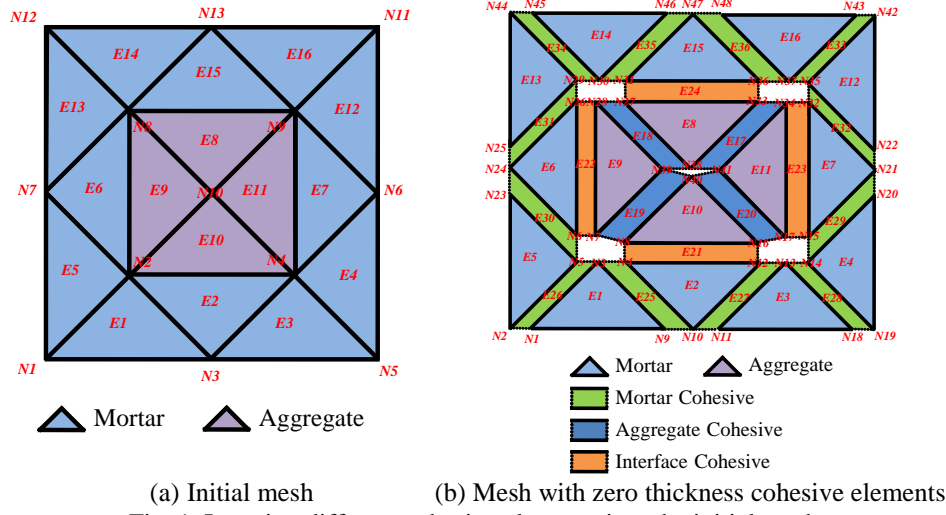 N12 N13 N11
E14 E16
E15
E13 E12
N8 N9
E8
N7 E6 E9 N10 E11 E7 N6
E10
N2 N4
E5 E4
E2
E1 E3
N1 N3 N5
Mortar Aggregate
(a) Initial mesh
N44 N45 N46 N47 N48 N43 N42
E14 E16
E34 E35 E15 E36 E33
E13 E12
E24
E31 E8 E32
E18 E17
N25 N22
N24 E6 E22 E9 E11 E23 E7 N21
N23 N20
E10
E30 E19 E20 E29
E5 E21 E4
E2
E26 E1 E25 E27 E3 E28
N2 N1 N9 N10 N11 N18 N19
Mortar Aggregate
Mortar Cohesive
Aggregate Cohesive
Interface Cohesive
(b) Mesh with zero thickness cohesive elements